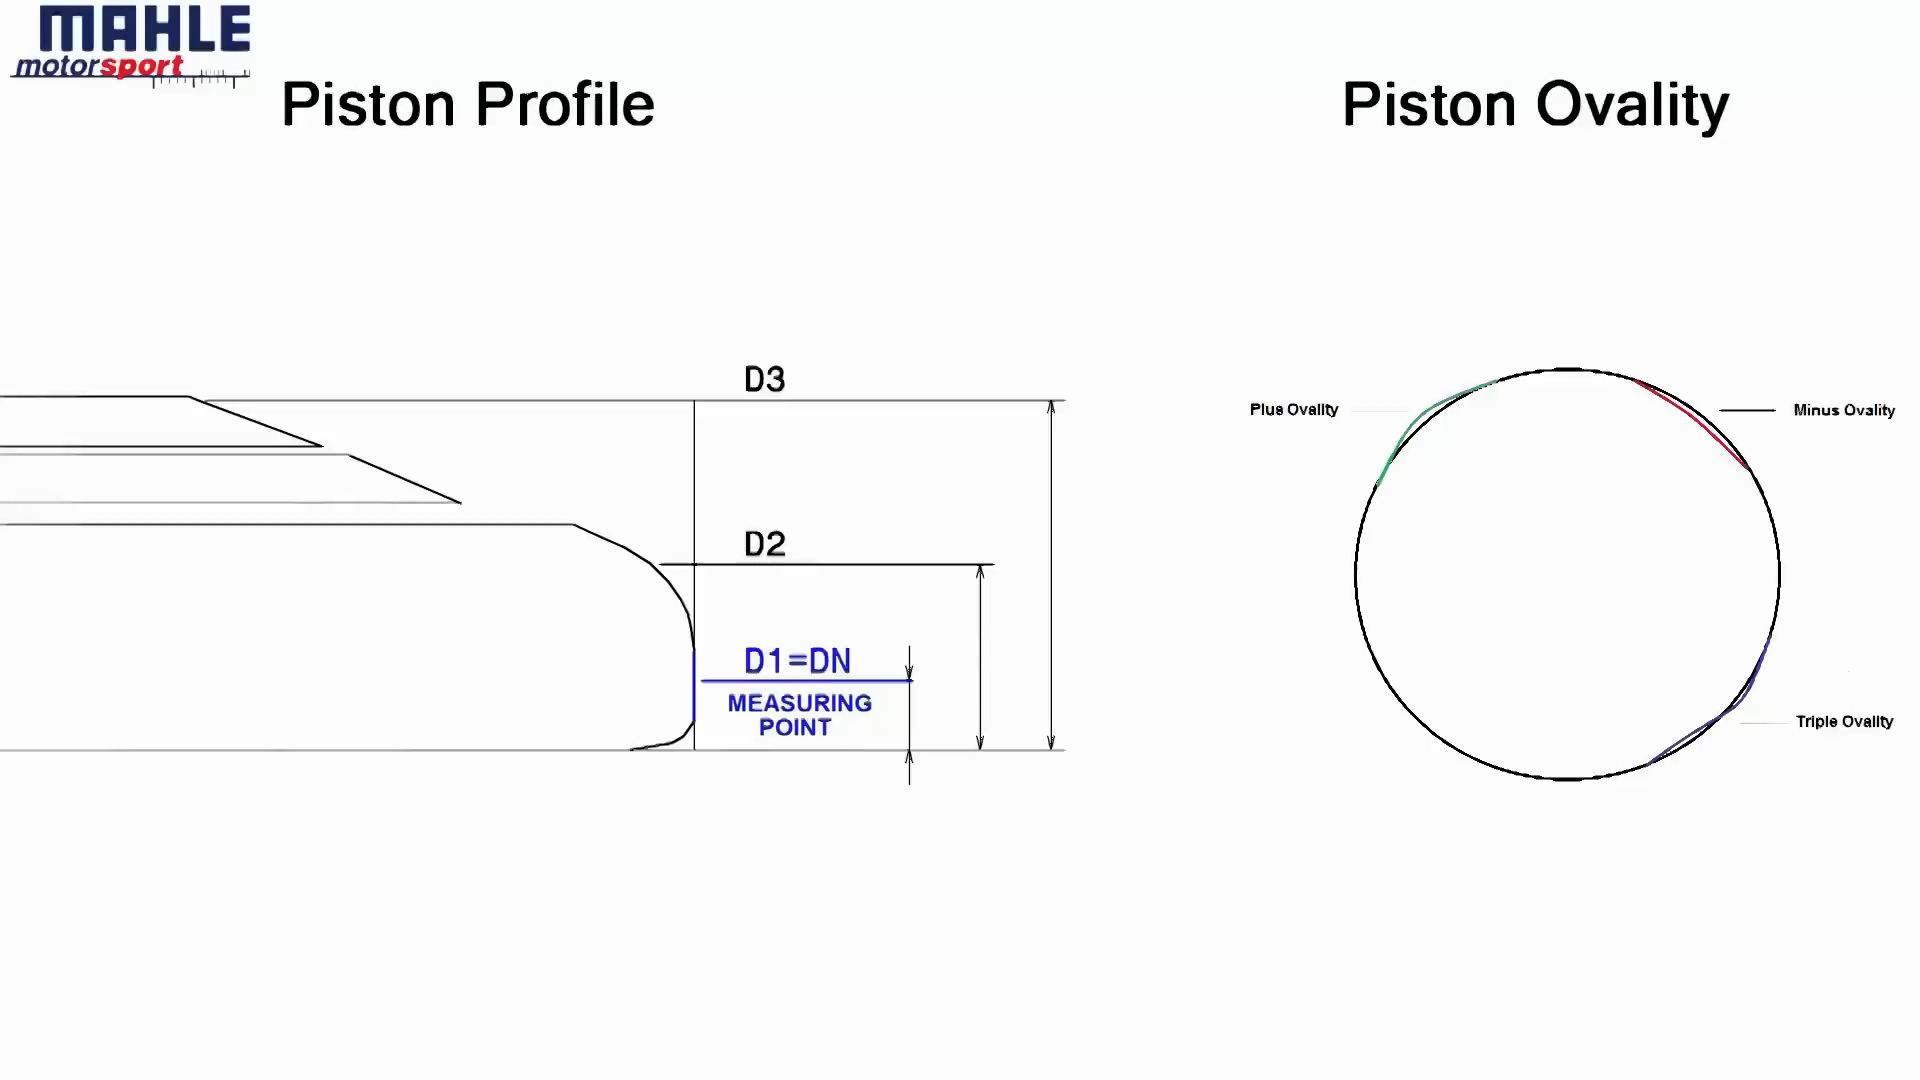 MAHLE
motorsport
Piston Profile
Piston Ovality
D3
Plus Ovality
Minus Ovality
D2
D1=DN
MEASURING
POINT
Triple Ovality